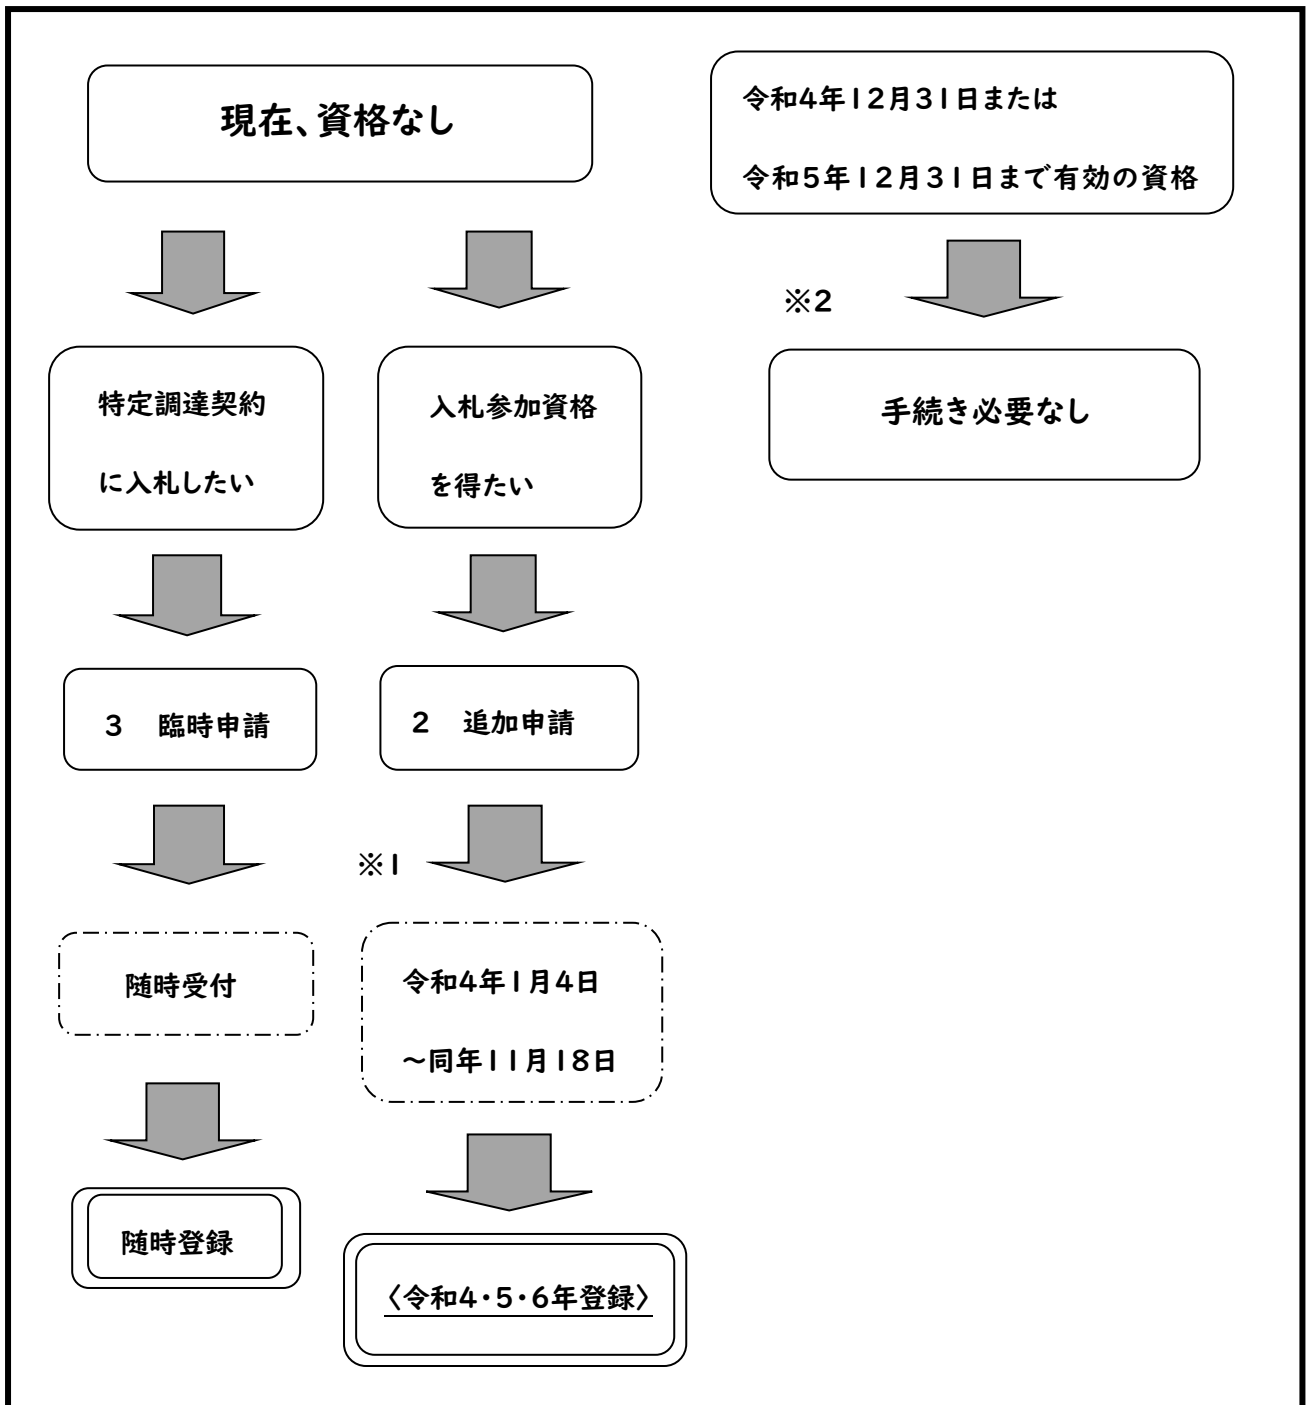 現在、資格なし
令和4年12月31日または
令和5年12月31日まで有効の資格
※2
特定調達契約
に入札したい
入札参加資格
を得たい
手続き必要なし
3 臨時申請
2 追加申請
※1
随時受付
令和4年1月4日
～同年11月18日
随時登録
〈令和4・5・6年登録〉